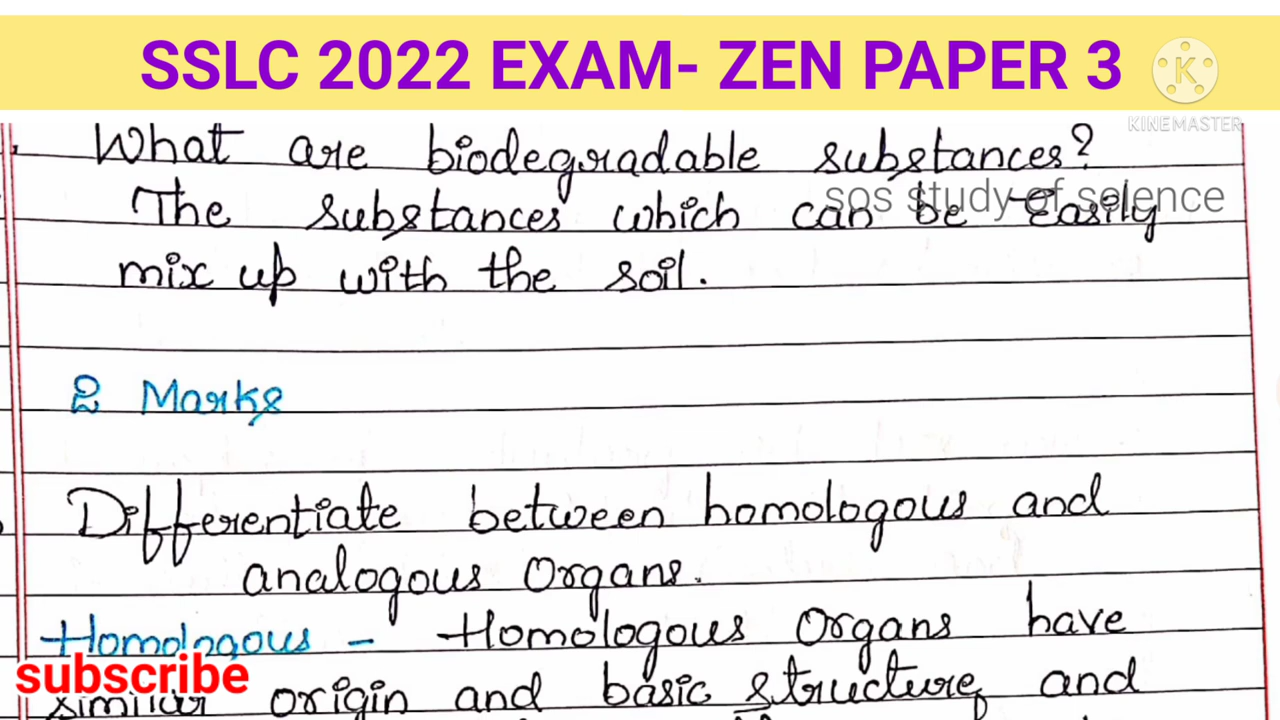 SSLC 2022 EXAM- ZEN PAPER 3
K
KINEMASTER
What are biodegradable substances?
sos study of seience
The substances which can be Easily
mix up with the soil.
2 Marks
Differentiate between homologous and
analogous Organs.
Homologous - Homologous Organs have
subscribe
similar origin and basic structure and